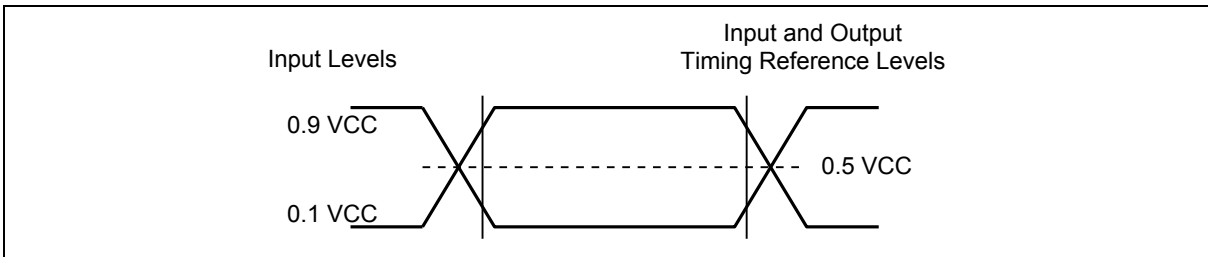 Input Levels
Input and Output
Timing Reference Levels
0.9 VCC
0.5 VCC
0.1 VCC